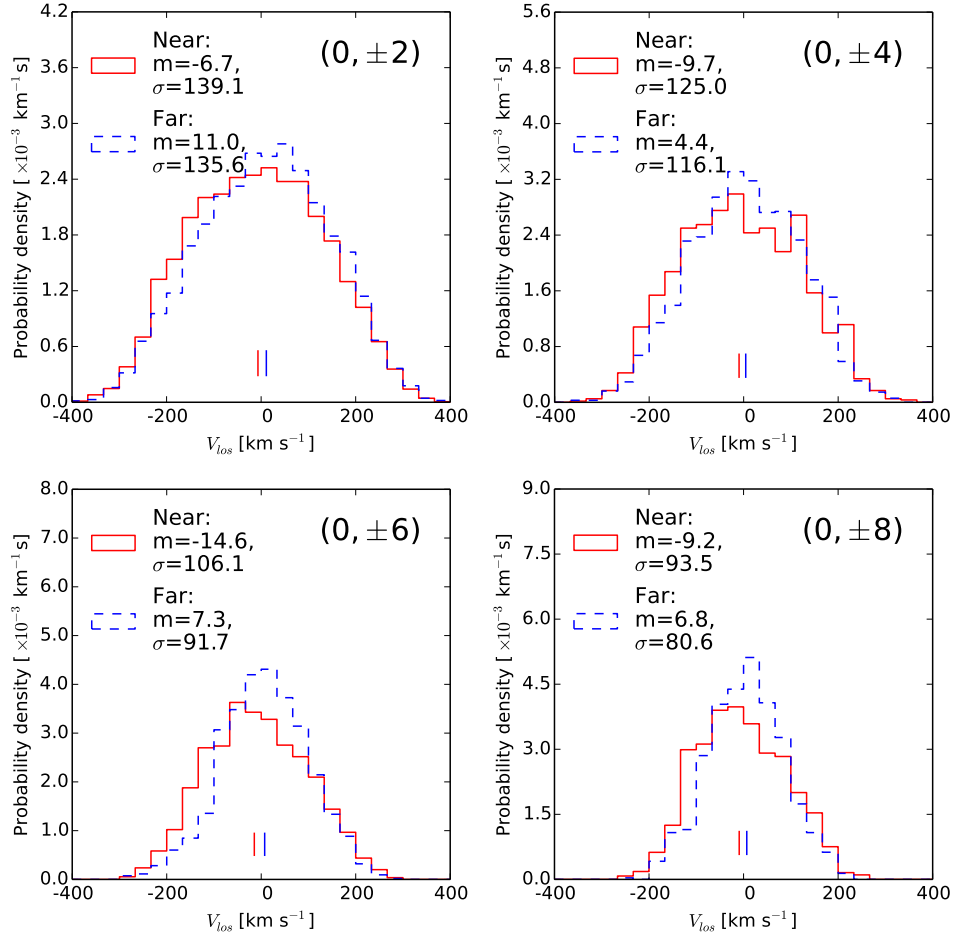 4.2
3.6
3.0
2.4
1.8
1.2
0.6
0.0
Probability density [ ×10⁻³ km⁻¹ s]
Near:
m=-6.7,
σ=139.1
Far:
m=11.0,
σ=135.6
(0, ±2)
-400 -200 0 200 400
V_los [km s⁻¹]
5.6
4.8
4.0
3.2
2.4
1.6
0.8
0.0
Probability density [ ×10⁻³ km⁻¹ s]
Near:
m=-9.7,
σ=125.0
Far:
m=4.4,
σ=116.1
(0, ±4)
-400 -200 0 200 400
V_los [km s⁻¹]
8.0
7.0
6.0
5.0
4.0
3.0
2.0
1.0
0.0
Probability density [ ×10⁻³ km⁻¹ s]
Near:
m=-14.6,
σ=106.1
Far:
m=7.3,
σ=91.7
(0, ±6)
-400 -200 0 200 400
V_los [km s⁻¹]
9.0
7.5
6.0
4.5
3.0
1.5
0.0
Probability density [ ×10⁻³ km⁻¹ s]
Near:
m=-9.2,
σ=93.5
Far:
m=6.8,
σ=80.6
(0, ±8)
-400 -200 0 200 400
V_los [km s⁻¹]